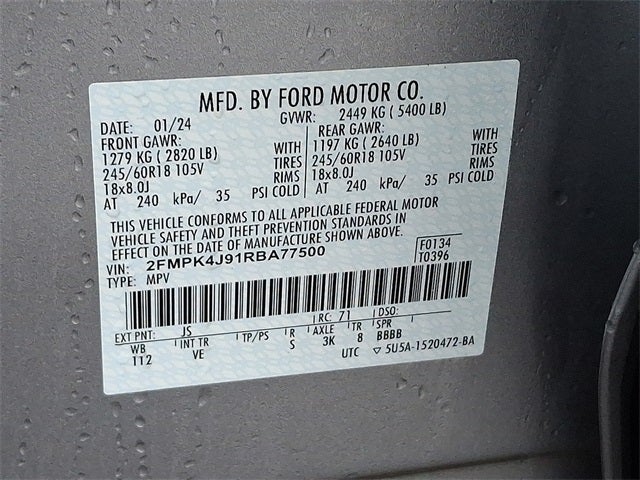 MFD. BY FORD MOTOR CO.
DATE: 01/24 GVWR: 2449 KG ( 5400 LB)
FRONT GAWR: REAR GAWR:
1279 KG ( 2820 LB) WITH 1197 KG ( 2640 LB) WITH
245/60R18 105V TIRES 245/60R18 105V TIRES
18x8.0J RIMS 18x8.0J RIMS
AT 240 kPa/ 35 PSI COLD AT 240 kPa/ 35 PSI COLD
THIS VEHICLE CONFORMS TO ALL APPLICABLE FEDERAL MOTOR
VEHICLE SAFETY AND THEFT PREVENTION STANDARDS IN
EFFECT ON THE DATE OF MANUFACTURE SHOWN ABOVE.
VIN: 2FMPK4J91RBA77500 F0134
TYPE: MPV T0396
EXT PNT: JS RC: 71 DSO:
WB INT TR TP/PS R AXLE TR SPR
112 VE S 3K 8 BBBB
UTC ▽ 5U5A-1520472-BA